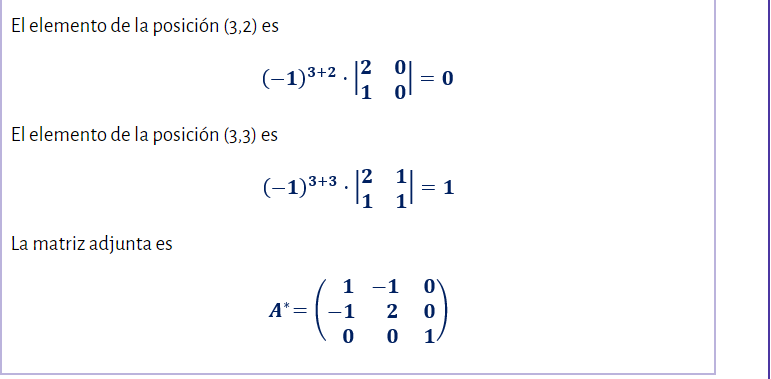 El elemento de la posición (3,2) es
(−1)³⁺² · |2 0|
|1 0| = 0
El elemento de la posición (3,3) es
(−1)³⁺³ · |2 1|
|1 1| = 1
La matriz adjunta es
A* = ( 1 −1 0
−1 2 0
0 0 1 )